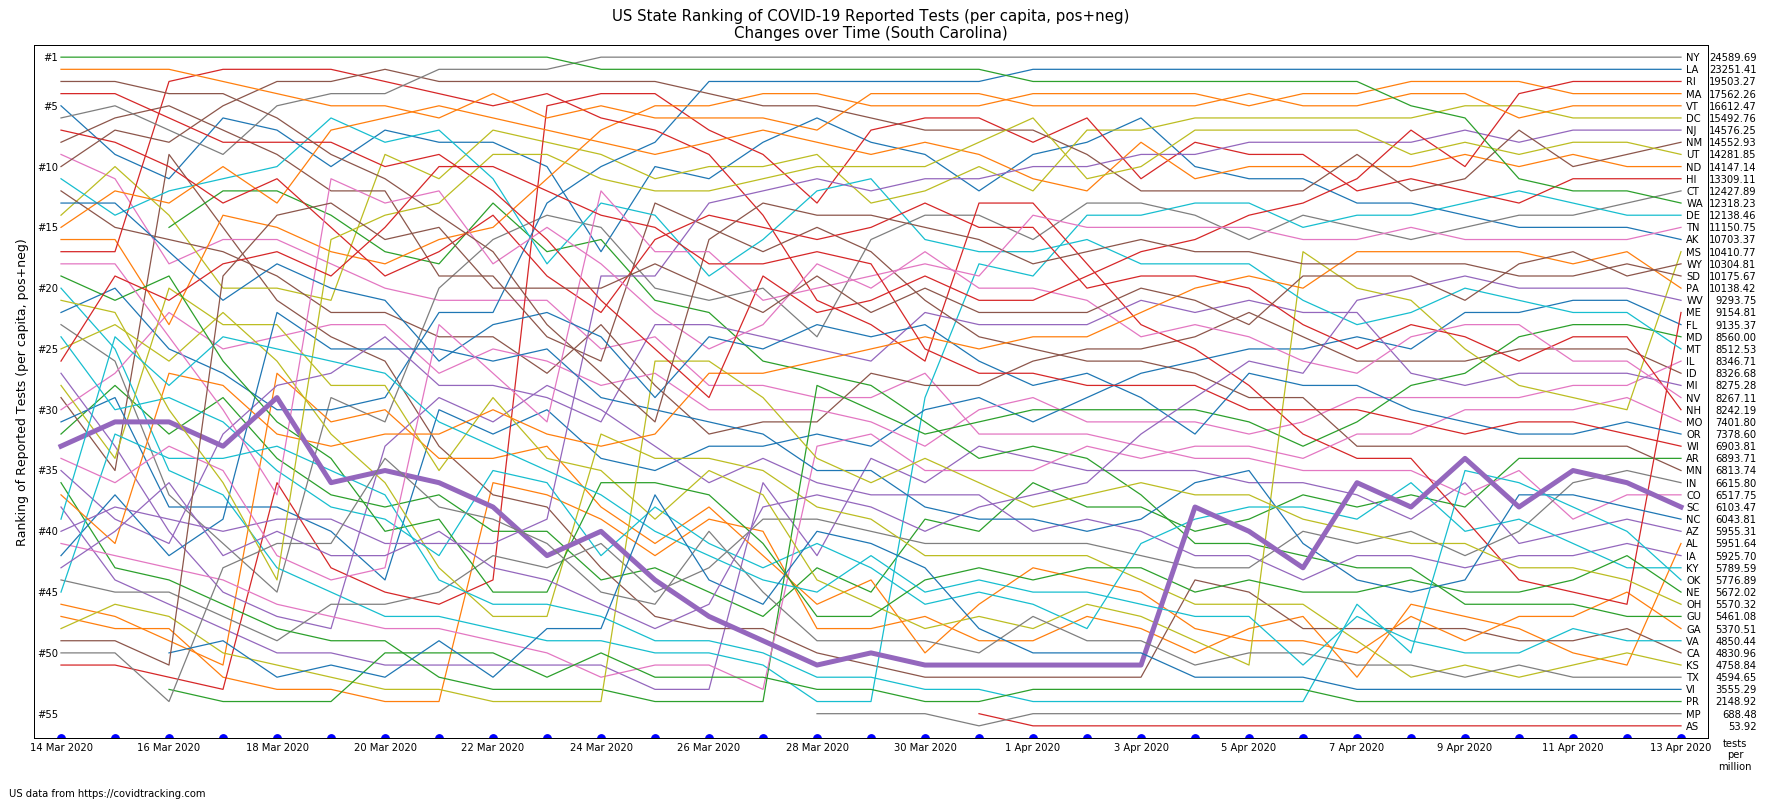 US State Ranking of COVID-19 Reported Tests (per capita, pos+neg)
Changes over Time (South Carolina)
Ranking of Reported Tests (per capita, pos+neg)
#1
#5
#10
#15
#20
#25
#30
#35
#40
#45
#50
#55
NY 24589.69
LA 23251.41
RI 19503.27
MA 17562.26
VT 16612.47
DC 15492.76
NJ 14576.25
NM 14552.93
UT 14281.85
ND 14147.14
HI 13309.11
CT 12427.89
WA 12318.23
DE 12138.46
TN 11150.75
AK 10703.37
MS 10410.77
WY 10304.81
SD 10175.67
PA 10138.42
WV 9293.75
ME 9154.81
FL 9135.37
MD 8560.00
MT 8512.53
IL 8346.71
ID 8326.68
MI 8275.28
NV 8267.11
NH 8242.19
MO 7401.80
OR 7378.60
WI 6903.81
AR 6893.71
MN 6813.74
IN 6615.80
CO 6517.75
SC 6103.47
NC 6043.81
AZ 5955.31
AL 5951.64
IA 5925.70
KY 5789.59
OK 5776.89
NE 5672.02
OH 5570.32
GU 5461.08
GA 5370.51
VA 4850.44
CA 4830.96
KS 4758.84
TX 4594.65
VI 3555.29
PR 2148.92
MP 688.48
AS 53.92
14 Mar 2020 16 Mar 2020 18 Mar 2020 20 Mar 2020 22 Mar 2020 24 Mar 2020 26 Mar 2020 28 Mar 2020 30 Mar 2020 1 Apr 2020 3 Apr 2020 5 Apr 2020 7 Apr 2020 9 Apr 2020 11 Apr 2020 13 Apr 2020
tests
per
million
US data from https://covidtracking.com